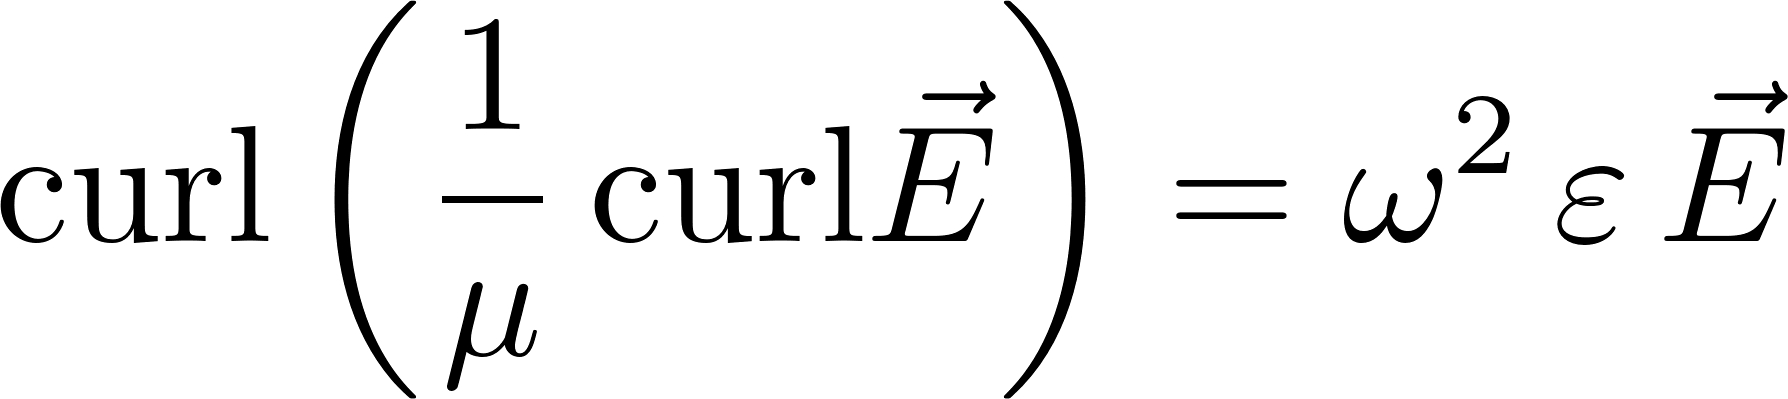 curl ( 1/μ curl E⃗ ) = ω² ε E⃗